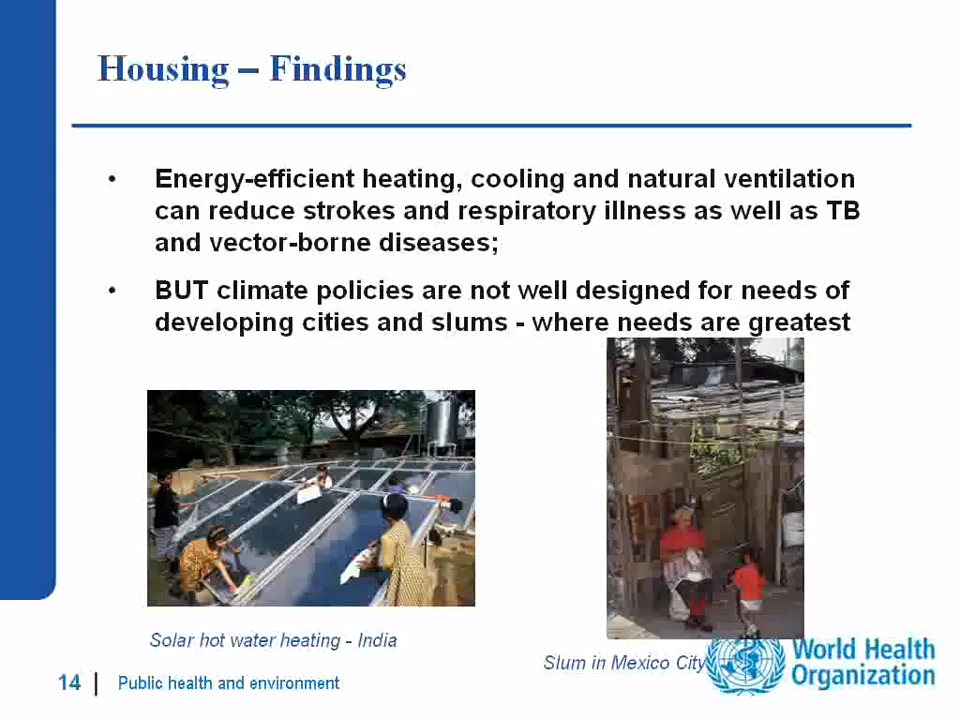 Housing – Findings
• Energy-efficient heating, cooling and natural ventilation
can reduce strokes and respiratory illness as well as TB
and vector-borne diseases;
• BUT climate policies are not well designed for needs of
developing cities and slums - where needs are greatest
Solar hot water heating - India
Slum in Mexico City
World Health
Organization
14 | Public health and environment